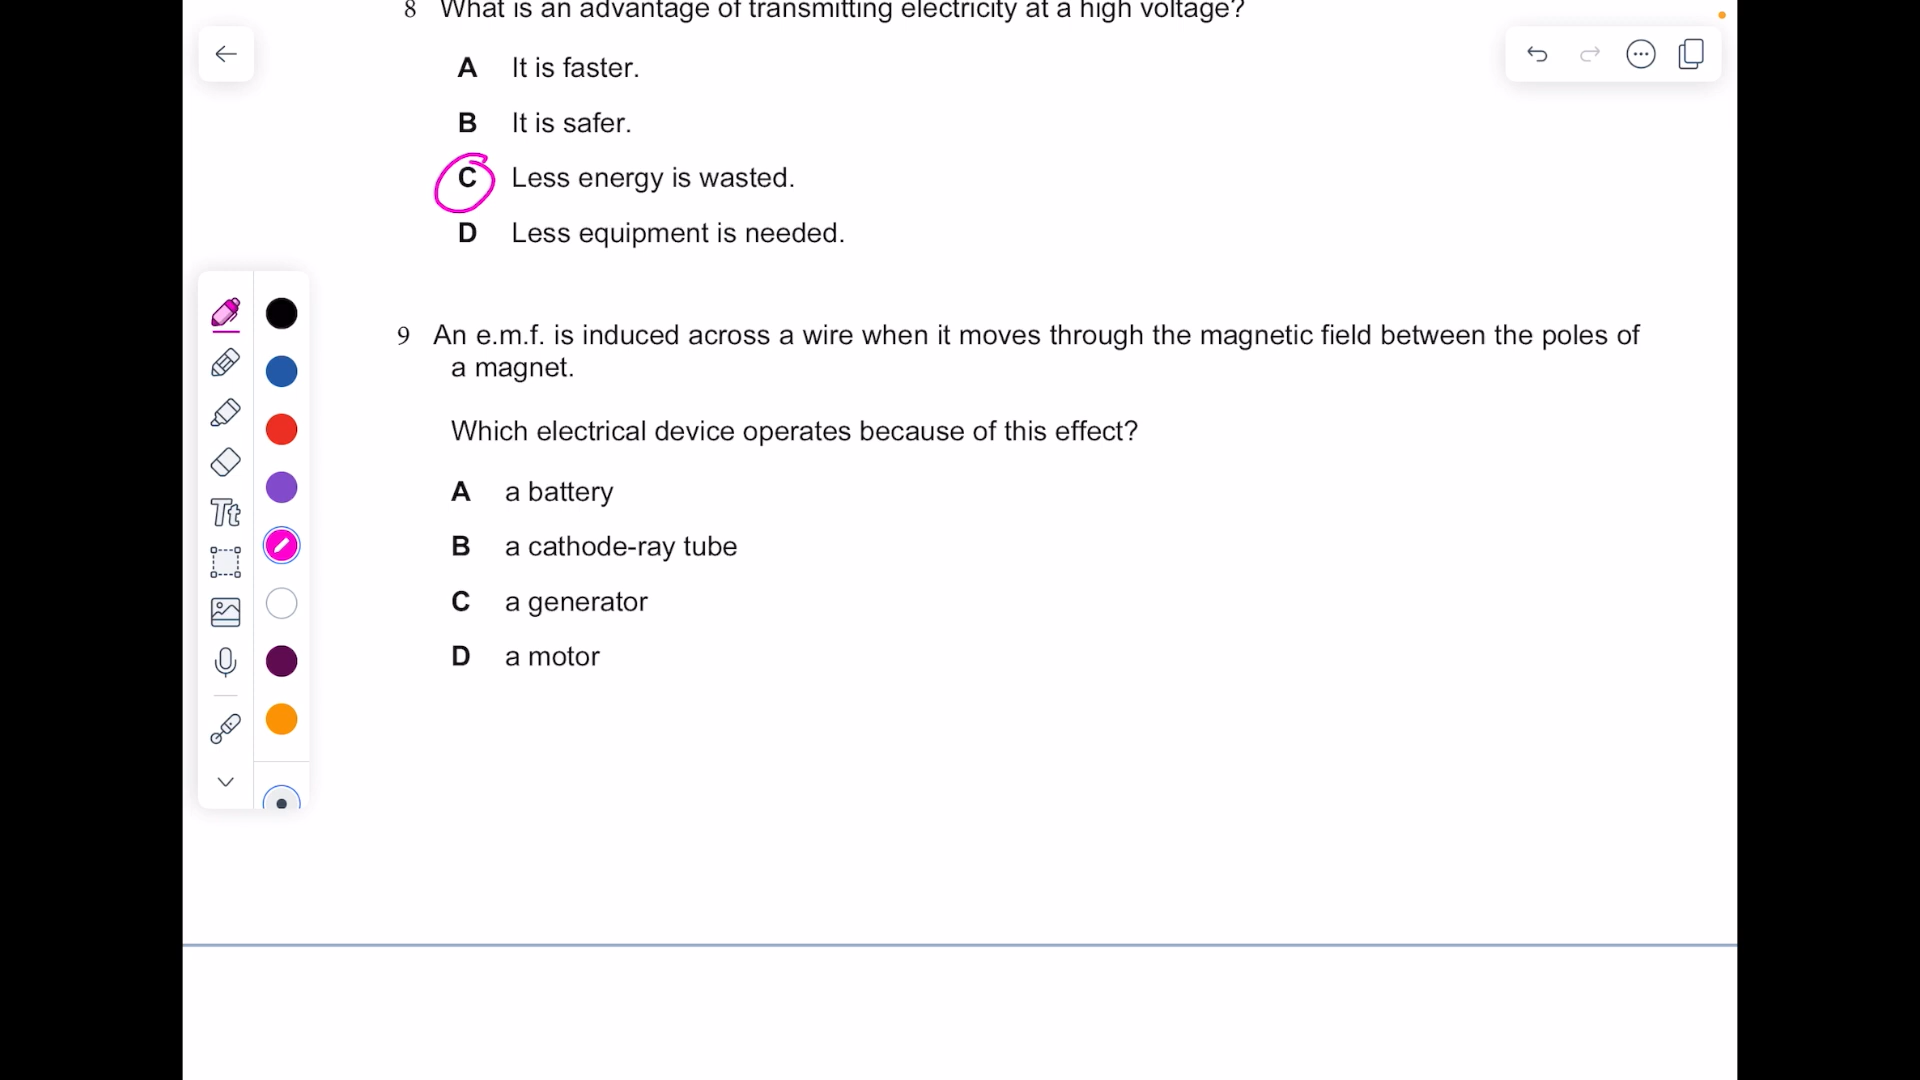 8 What is an advantage of transmitting electricity at a high voltage?
A It is faster.
B It is safer.
C Less energy is wasted.
D Less equipment is needed.
9 An e.m.f. is induced across a wire when it moves through the magnetic field between the poles of
a magnet.
Which electrical device operates because of this effect?
A a battery
B a cathode-ray tube
C a generator
D a motor
Tt